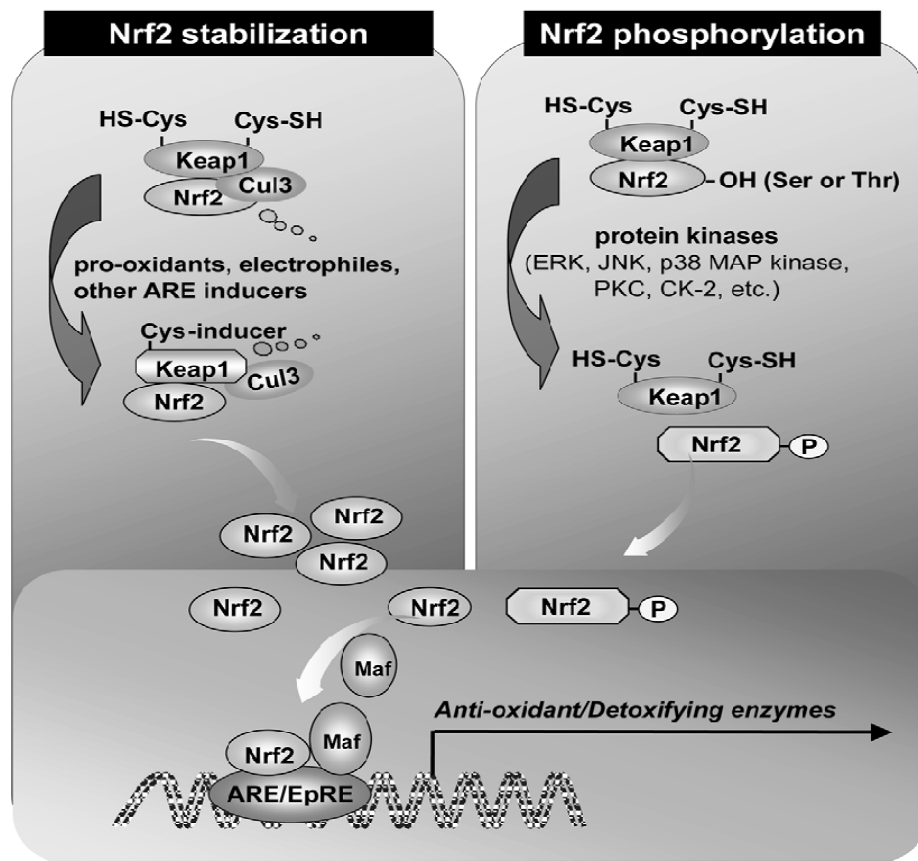 Nrf2 stabilization
HS-Cys
Cys-SH
Keap1
Cul3
Nrf2
pro-oxidants, electrophiles,
other ARE inducers
Cys-inducer
Keap1
Cul3
Nrf2
Nrf2
Nrf2
Nrf2
Nrf2 phosphorylation
HS-Cys
Cys-SH
Keap1
Nrf2
-OH (Ser or Thr)
protein kinases
(ERK, JNK, p38 MAP kinase,
PKC, CK-2, etc.)
HS-Cys
Cys-SH
Keap1
Nrf2
P
Nrf2
Nrf2
Nrf2
P
Maf
Anti-oxidant/Detoxifying enzymes
Nrf2
Maf
ARE/EpRE